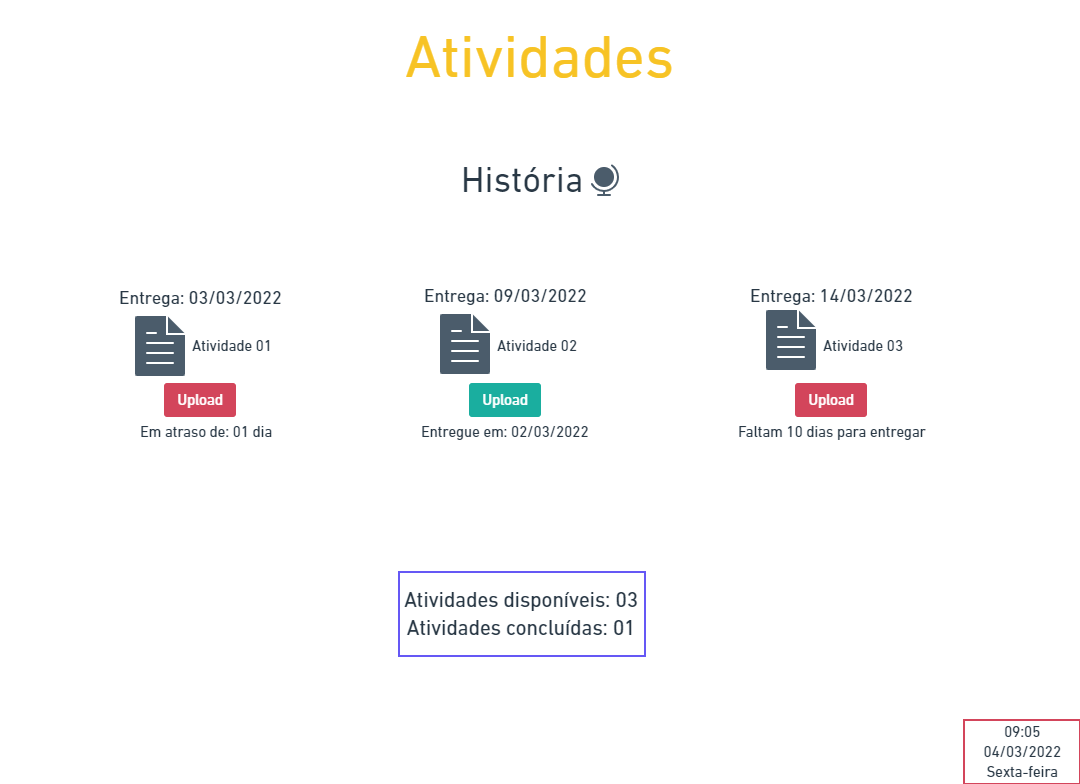 Atividades
História
Entrega: 03/03/2022
Atividade 01
Upload
Em atraso de: 01 dia
Entrega: 09/03/2022
Atividade 02
Upload
Entregue em: 02/03/2022
Entrega: 14/03/2022
Atividade 03
Upload
Faltam 10 dias para entregar
Atividades disponíveis: 03
Atividades concluídas: 01
09:05
04/03/2022
Sexta-feira